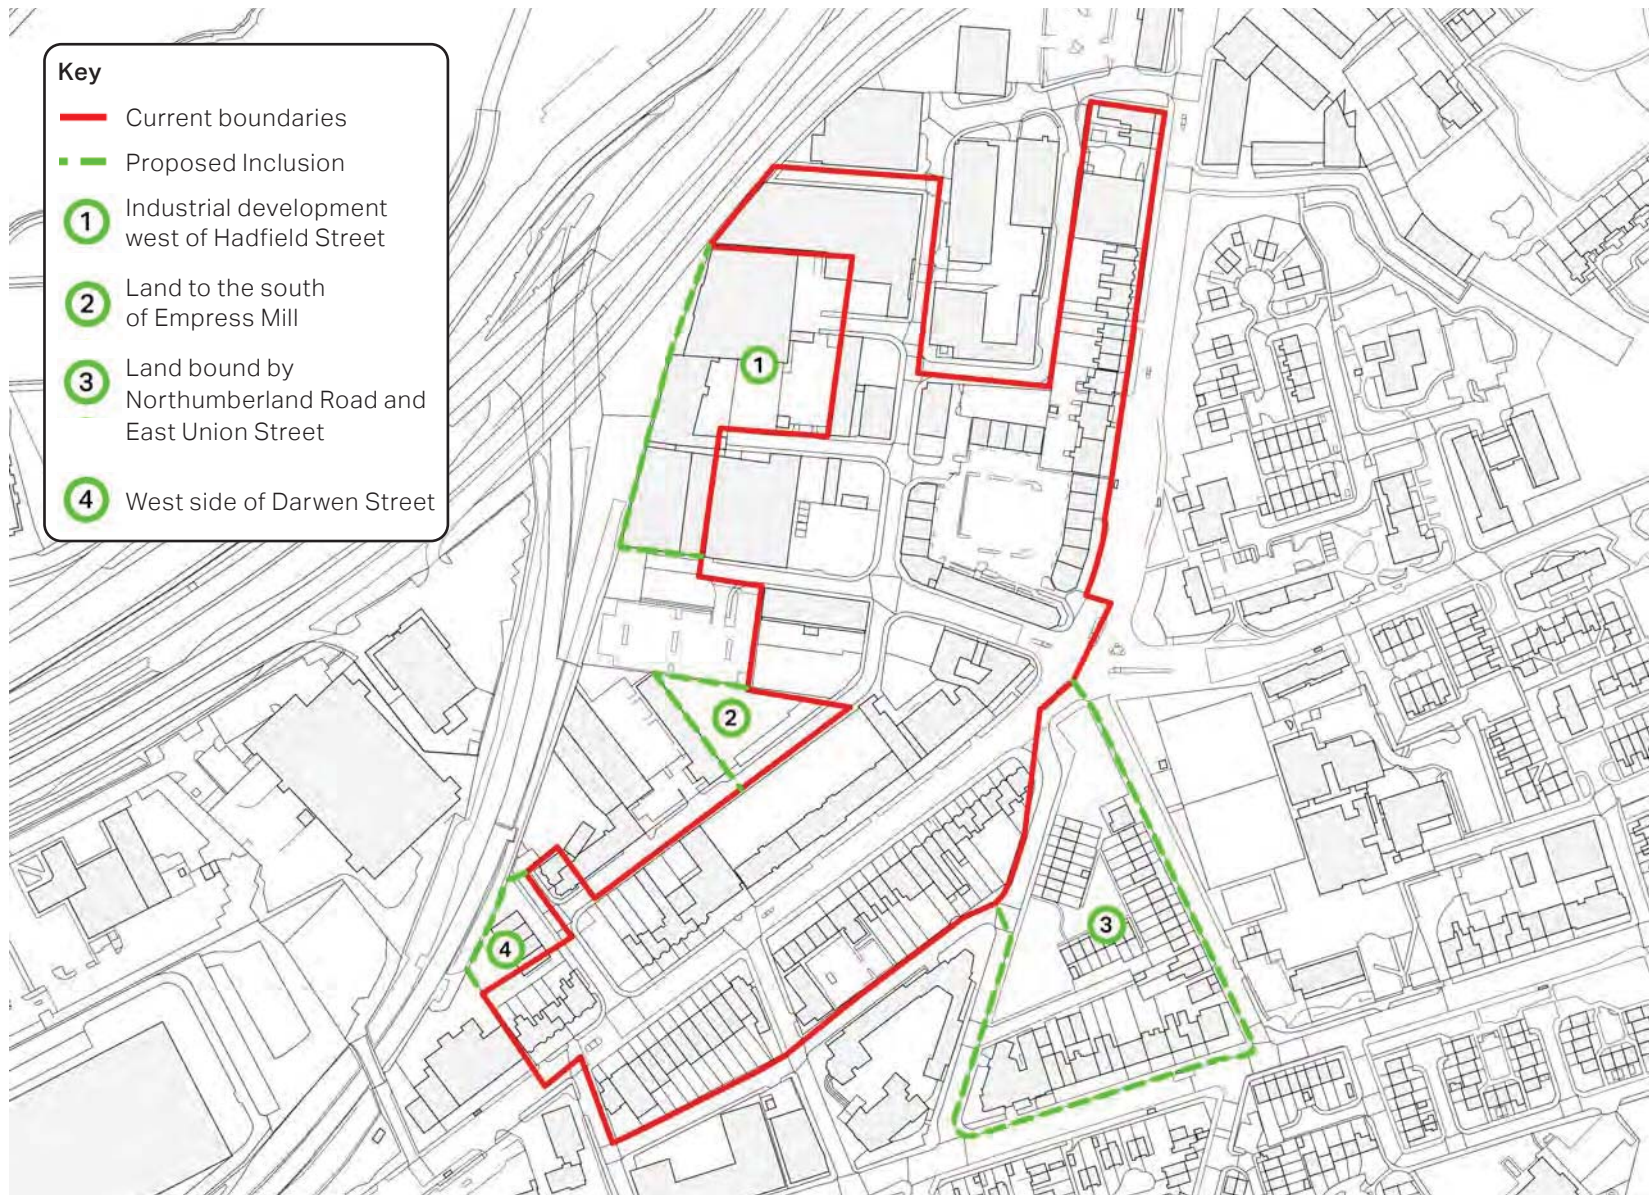 Key
Current boundaries
Proposed Inclusion
1
Industrial development
west of Hadfield Street
2
Land to the south
of Empress Mill
3
Land bound by
Northumberland Road and
East Union Street
4
West side of Darwen Street
1
2
3
4